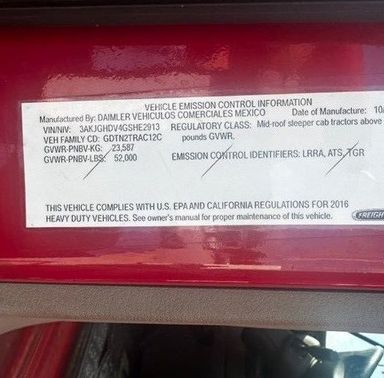 VEHICLE EMISSION CONTROL INFORMATION
Manufactured By: DAIMLER VEHICULOS COMERCIALES MEXICO Date of Manufacture: 10/
VIN/NIV: 3AKJGHDV4GSHE2913 REGULATORY CLASS: Mid-roof sleeper cab tractors above
VEH FAMILY CD: GDTN2TRAC12C pounds GVWR.
GVWR-PNBV-KG: 23,587
GVWR-PNBV-LBS: 52,000 EMISSION CONTROL IDENTIFIERS: LRRA, ATS, TGR
THIS VEHICLE COMPLIES WITH U.S. EPA AND CALIFORNIA REGULATIONS FOR 2016
HEAVY DUTY VEHICLES. See owner's manual for proper maintenance of this vehicle. FREIGH